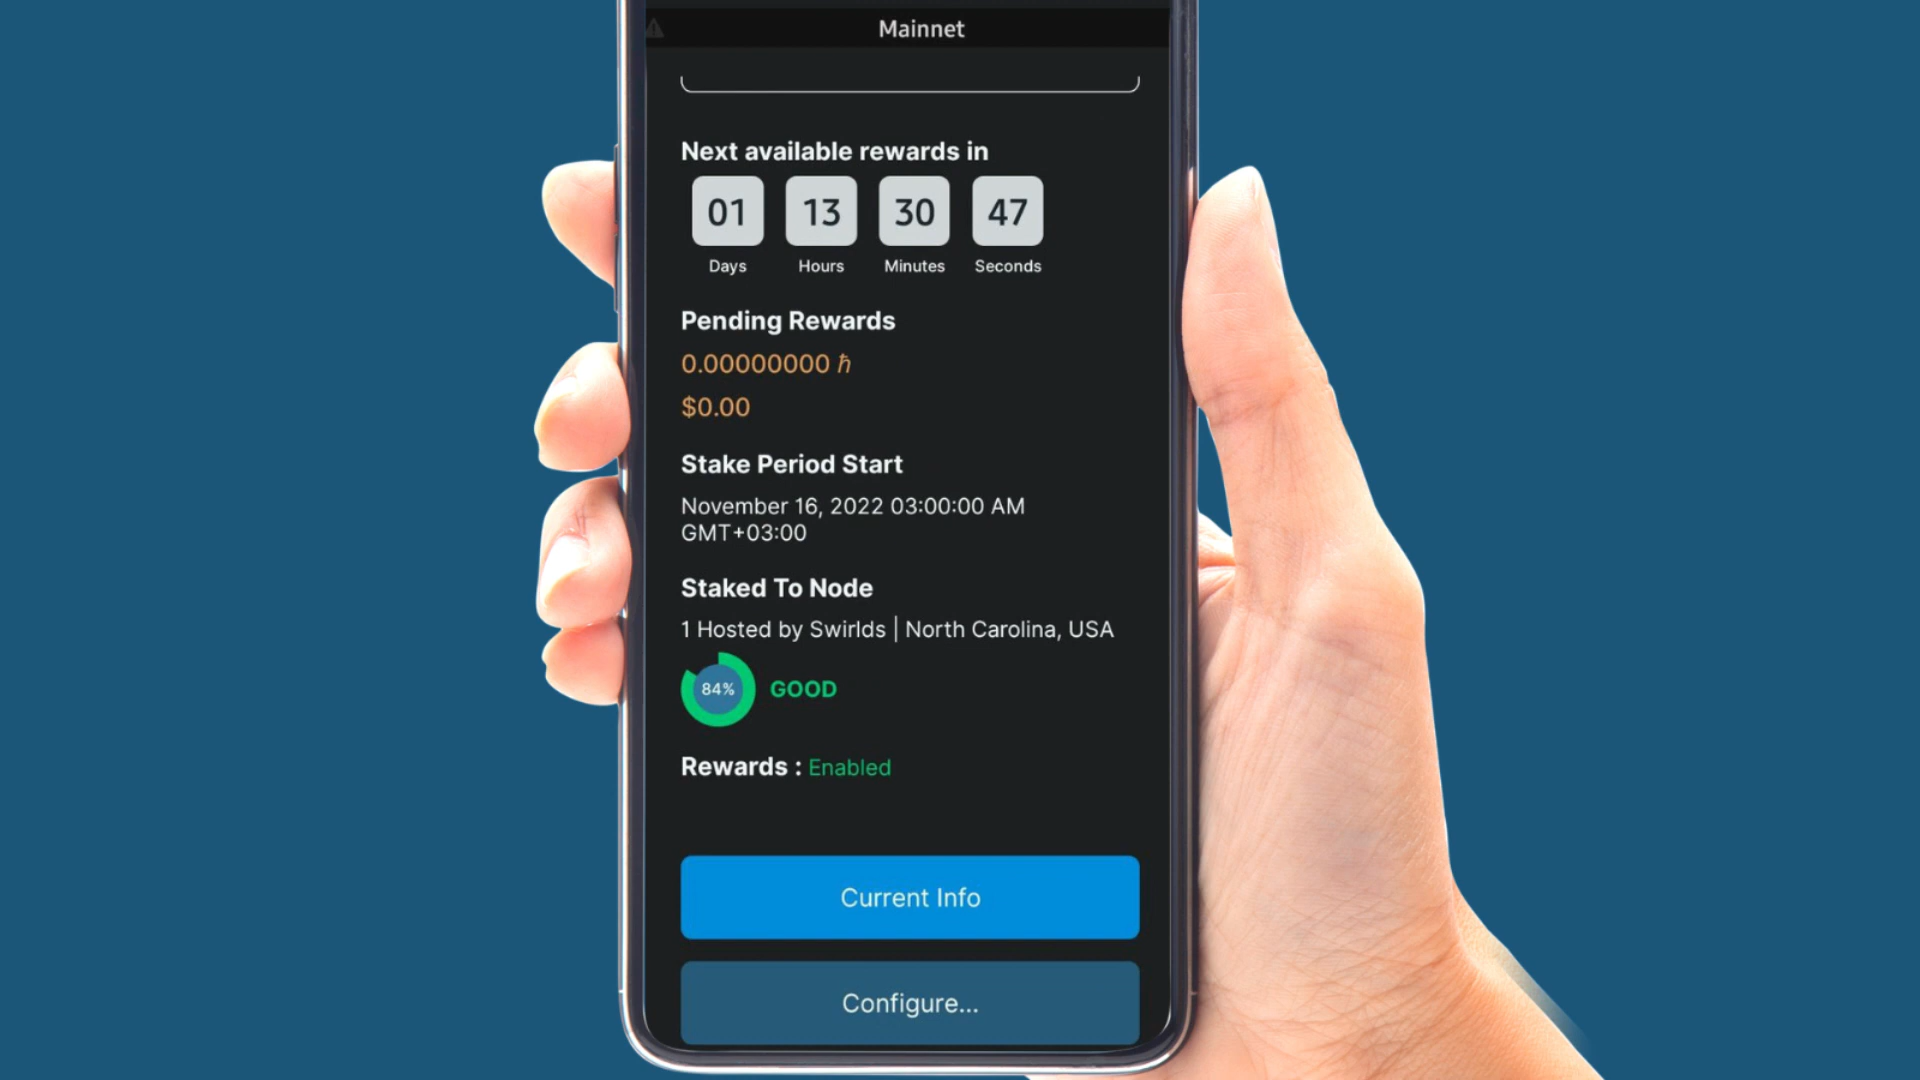 Mainnet
Next available rewards in
01 13 30 47
Days Hours Minutes Seconds
Pending Rewards
0.00000000 ℏ
$0.00
Stake Period Start
November 16, 2022 03:00:00 AM
GMT+03:00
Staked To Node
1 Hosted by Swirlds | North Carolina, USA
84% GOOD
Rewards : Enabled
Current Info
Configure...